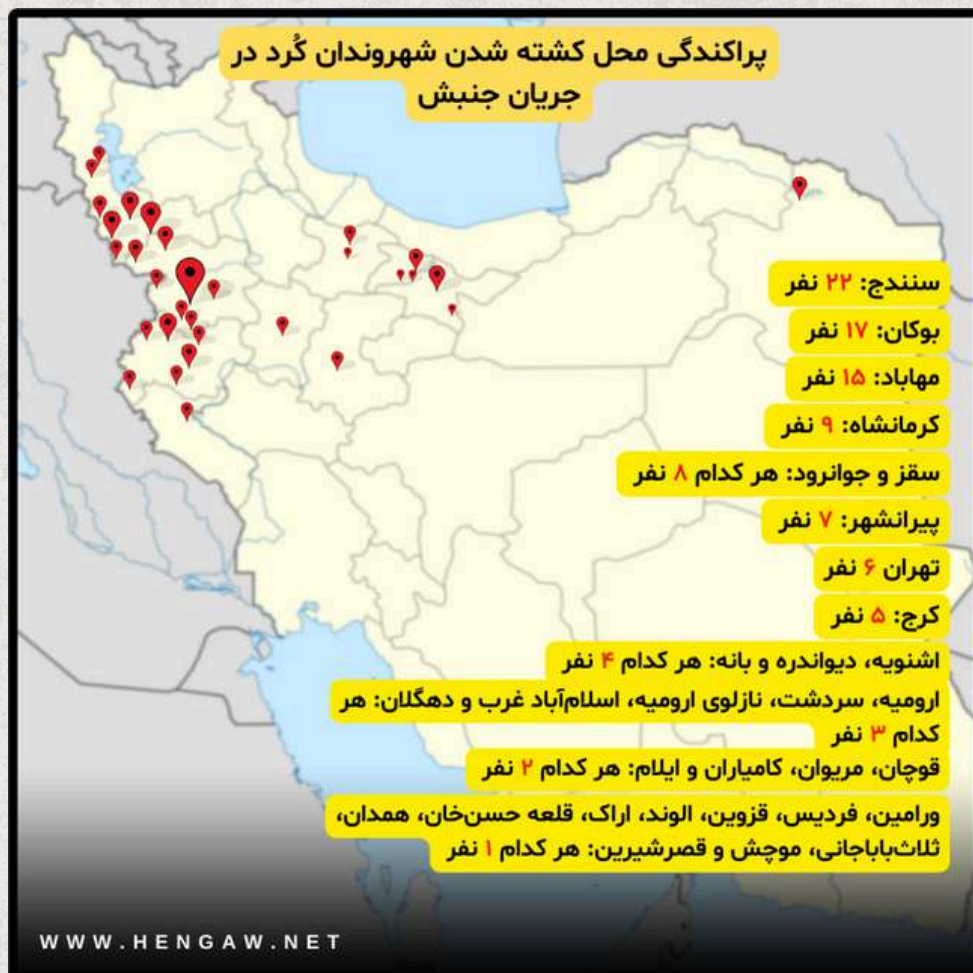 پراکندگی محل کشته شدن شهروندان کُرد در
جریان جنبش
سنندج: ۲۲ نفر
بوکان: ۱۷ نفر
مهاباد: ۱۵ نفر
کرمانشاه: ۹ نفر
سقز و جوانرود: هر کدام ۸ نفر
پیرانشهر: ۷ نفر
تهران ۶ نفر
کرج: ۵ نفر
اشنویه، دیواندره و بانه: هر کدام ۴ نفر
ارومیه، سردشت، نازلوی ارومیه، اسلام‌آباد غرب و دهگلان: هر
کدام ۳ نفر
قوچان، مریوان، کامیاران و ایلام: هر کدام ۲ نفر
ورامین، فردیس، قزوین، الوند، اراک، قلعه حسن‌خان، همدان،
ثلاث‌باباجانی، موچش و قصرشیرین: هر کدام ۱ نفر
WWW.HENGAW.NET